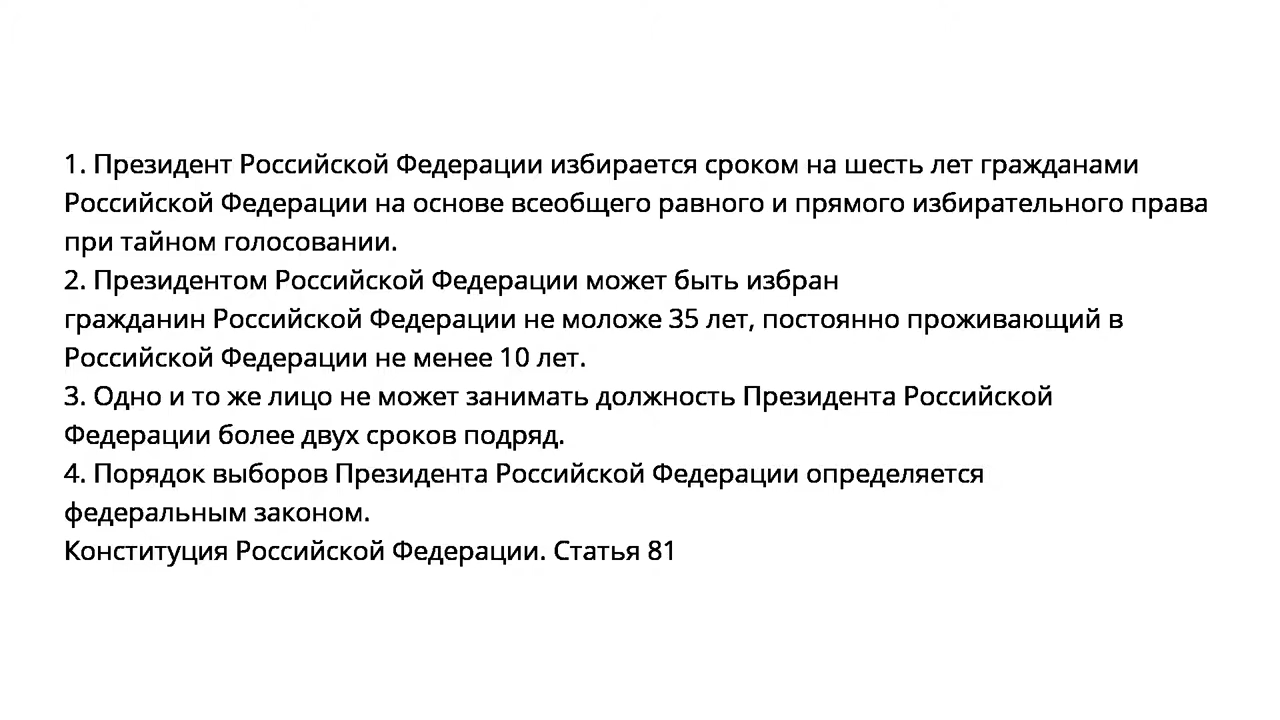 1. Президент Российской Федерации избирается сроком на шесть лет гражданами
Российской Федерации на основе всеобщего равного и прямого избирательного права
при тайном голосовании.
2. Президентом Российской Федерации может быть избран
гражданин Российской Федерации не моложе 35 лет, постоянно проживающий в
Российской Федерации не менее 10 лет.
3. Одно и то же лицо не может занимать должность Президента Российской
Федерации более двух сроков подряд.
4. Порядок выборов Президента Российской Федерации определяется
федеральным законом.
Конституция Российской Федерации. Статья 81